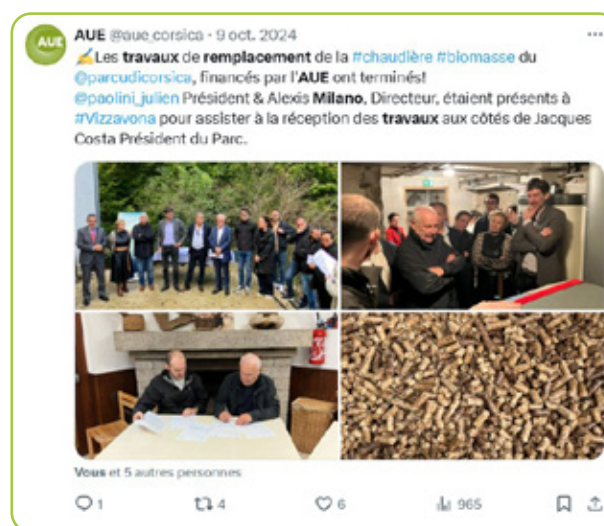 AUE
AUE @aue_corsica · 9 oct. 2024 ...
✍Les travaux de remplacement de la #chaudière #biomasse du
@parcudicorsica, financés par l'AUE ont terminés!
@paolini_julien Président & Alexis Milano, Directeur, étaient présents à
#Vizzavona pour assister à la réception des travaux aux côtés de Jacques
Costa Président du Parc.
Vous et 5 autres personnes
1 4 6 965